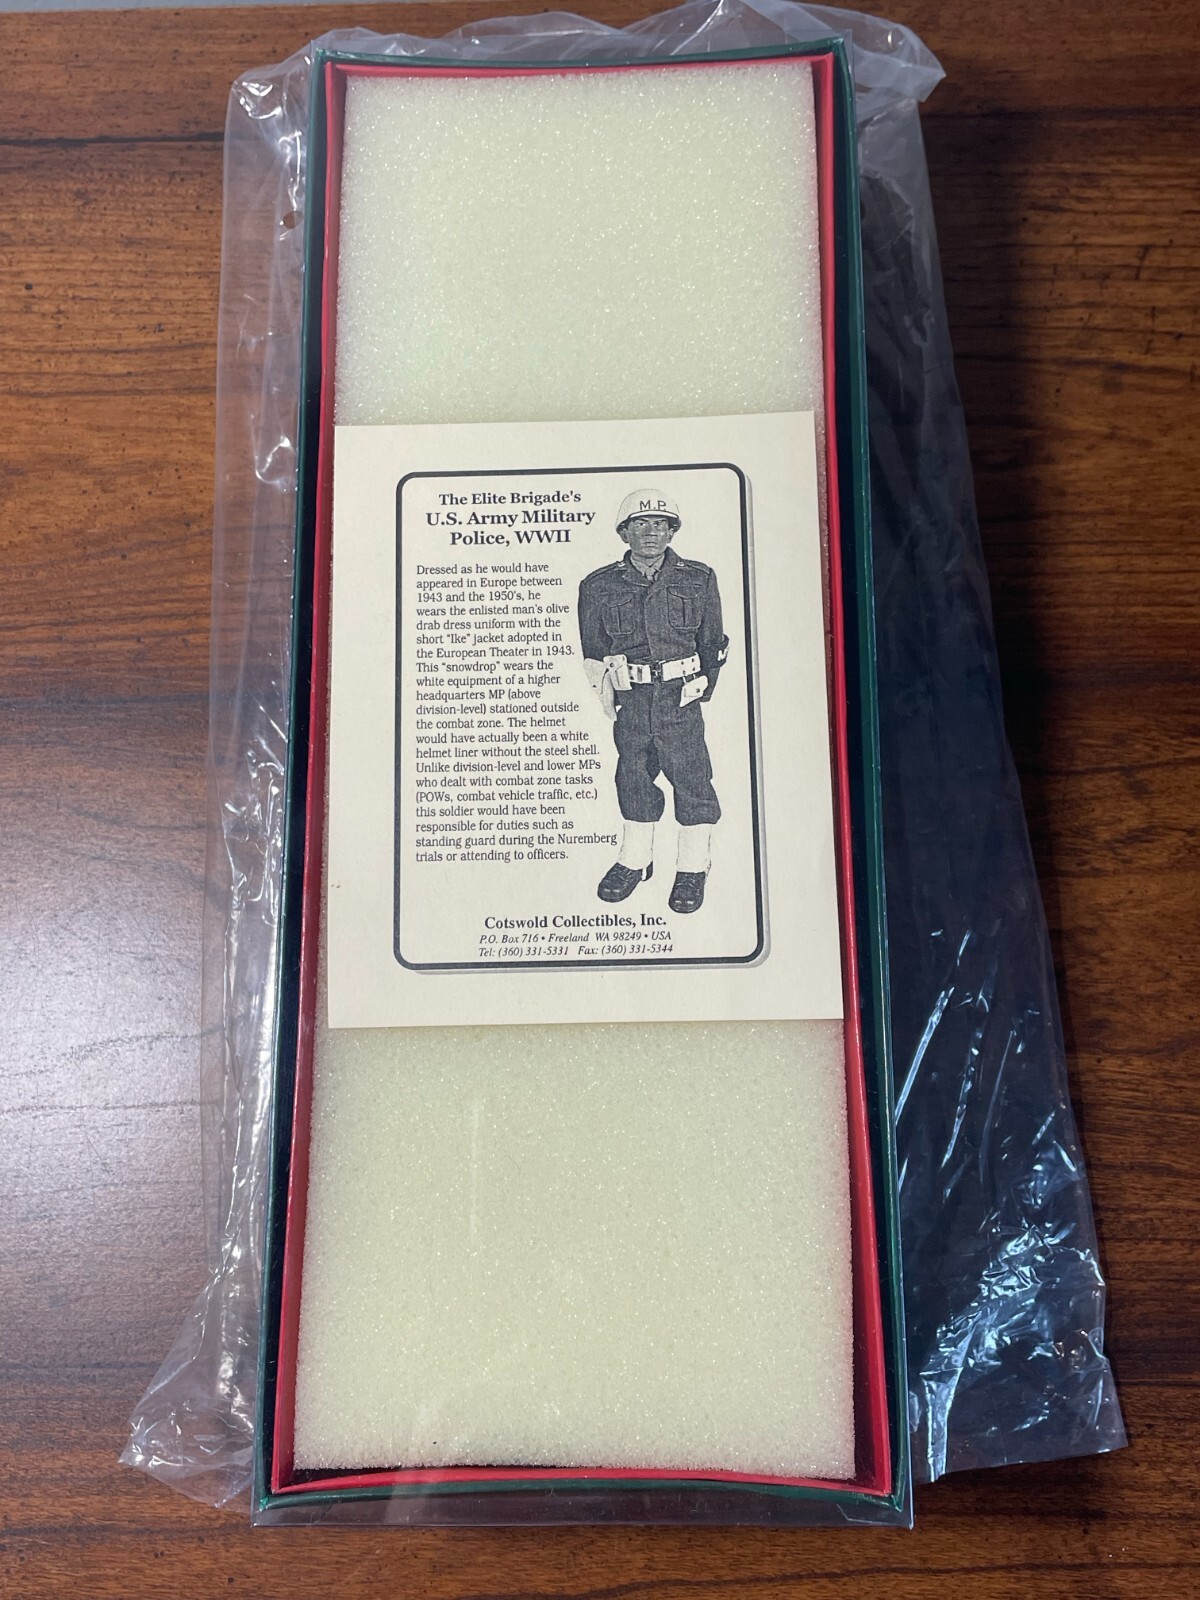 The Elite Brigade's
U.S. Army Military
Police, WWII
M.P.
Dressed as he would have
appeared in Europe between
1943 and the 1950's, he
wears the enlisted man's olive
drab dress uniform with the
short "Ike" jacket adopted in
the European Theater in 1943.
This "snowdrop" wears the
white equipment of a higher
headquarters MP (above
division-level) stationed outside
the combat zone. The helmet
would have actually been a white
helmet liner without the steel shell.
Unlike division-level and lower MPs
who dealt with combat zone tasks
(POWs, combat vehicle traffic, etc.)
this soldier would have been
responsible for duties such as
standing guard during the Nuremberg
trials or attending to officers.
Cotswold Collectibles, Inc.
P.O. Box 716 • Freeland WA 98249 • USA
Tel: (360) 331-5331 Fax: (360) 331-5344